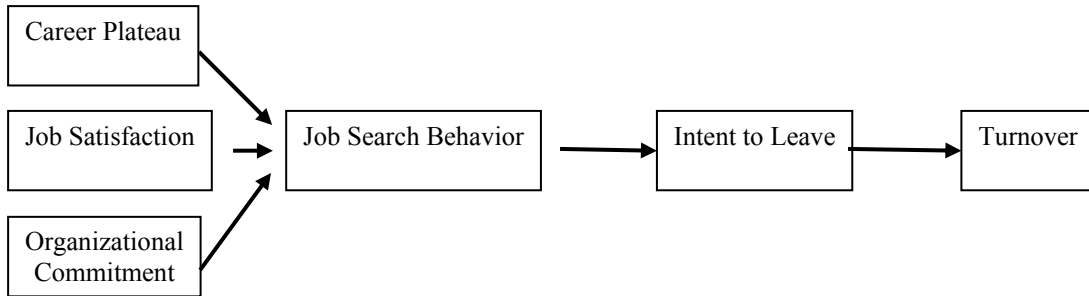 Career Plateau
Job Satisfaction
Job Search Behavior
Intent to Leave
Turnover
Organizational
Commitment